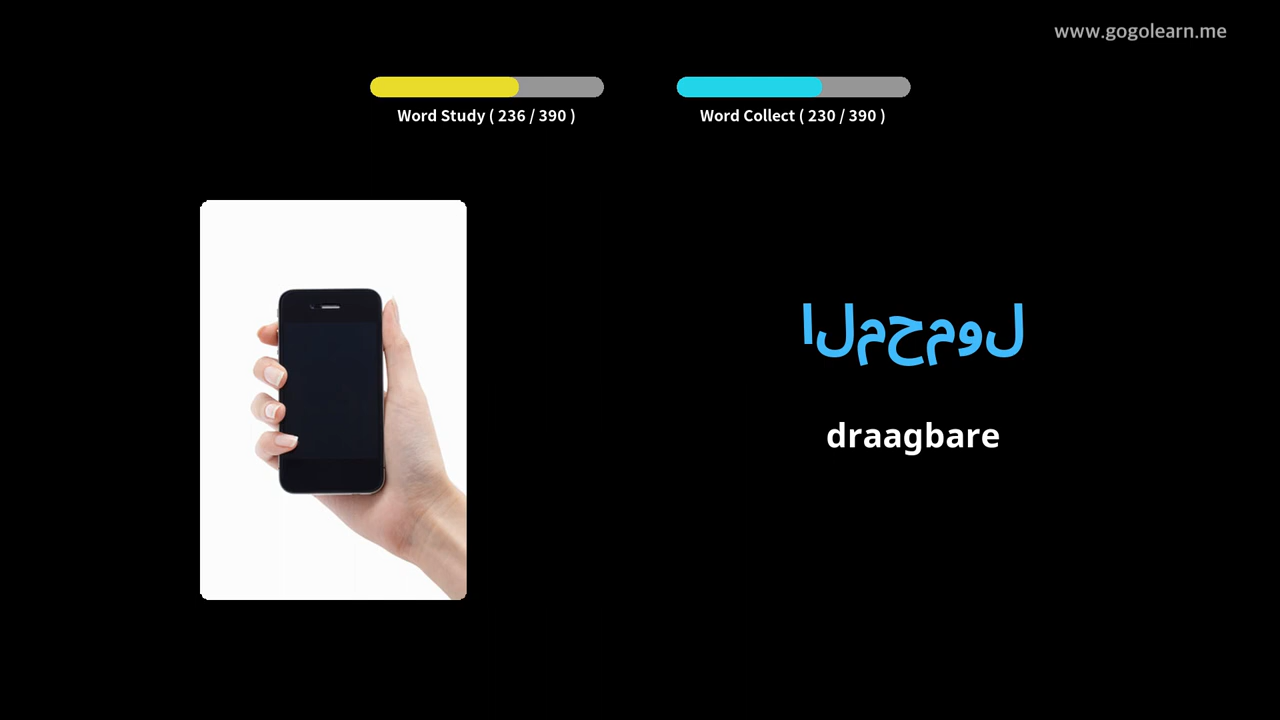 www.gogolearn.me
Word Study ( 236 / 390 )
Word Collect ( 230 / 390 )
المحمول
draagbare